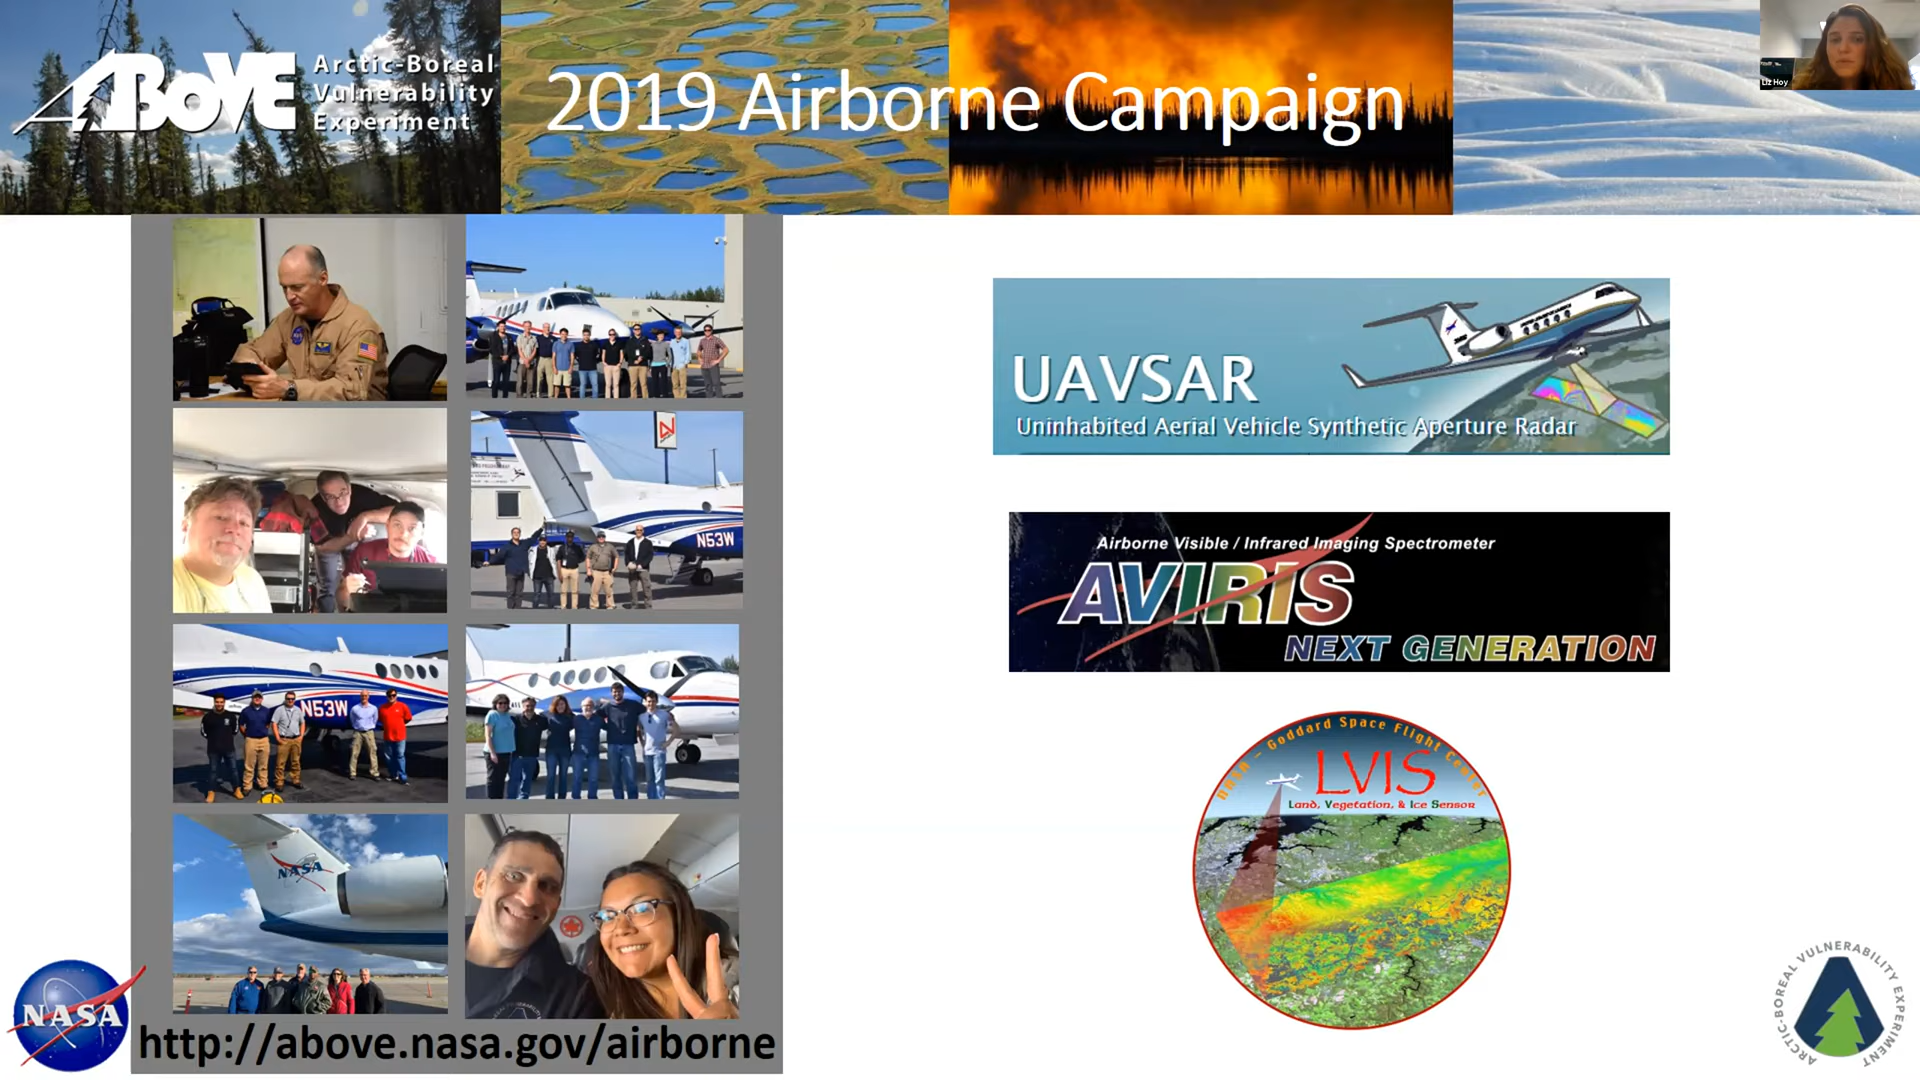 ABoVE
Arctic-Boreal
Vulnerability
Experiment
2019 Airborne Campaign
Liz Hoy
UAVSAR
Uninhabited Aerial Vehicle Synthetic Aperture Radar
N53W
Airborne Visible / Infrared Imaging Spectrometer
AVIRIS
NEXT GENERATION
N53W
NASA - Goddard Space Flight Center
LVIS
Land, Vegetation, & Ice Sensor
NASA
NASA
http://above.nasa.gov/airborne
ARCTIC-BOREAL VULNERABILITY EXPERIMENT